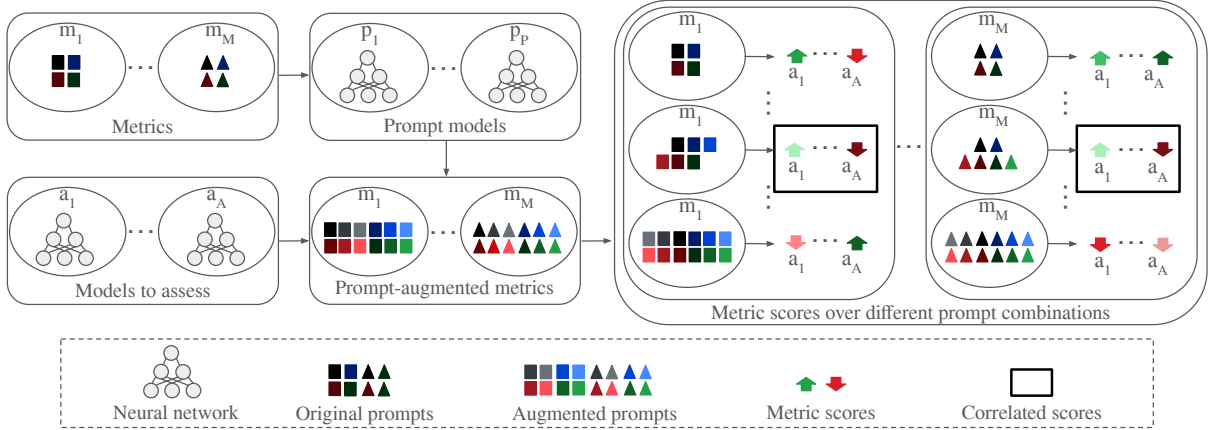 m1 ... mM
Metrics
p1 ... pP
Prompt models
a1 ... aA
Models to assess
m1 ... mM
Prompt-augmented metrics
m1
a1 ... aA
m1
a1 ... aA
m1
a1 ... aA
...
mM
a1 ... aA
mM
a1 ... aA
mM
a1 ... aA
Metric scores over different prompt combinations
Neural network
Original prompts
Augmented prompts
Metric scores
Correlated scores